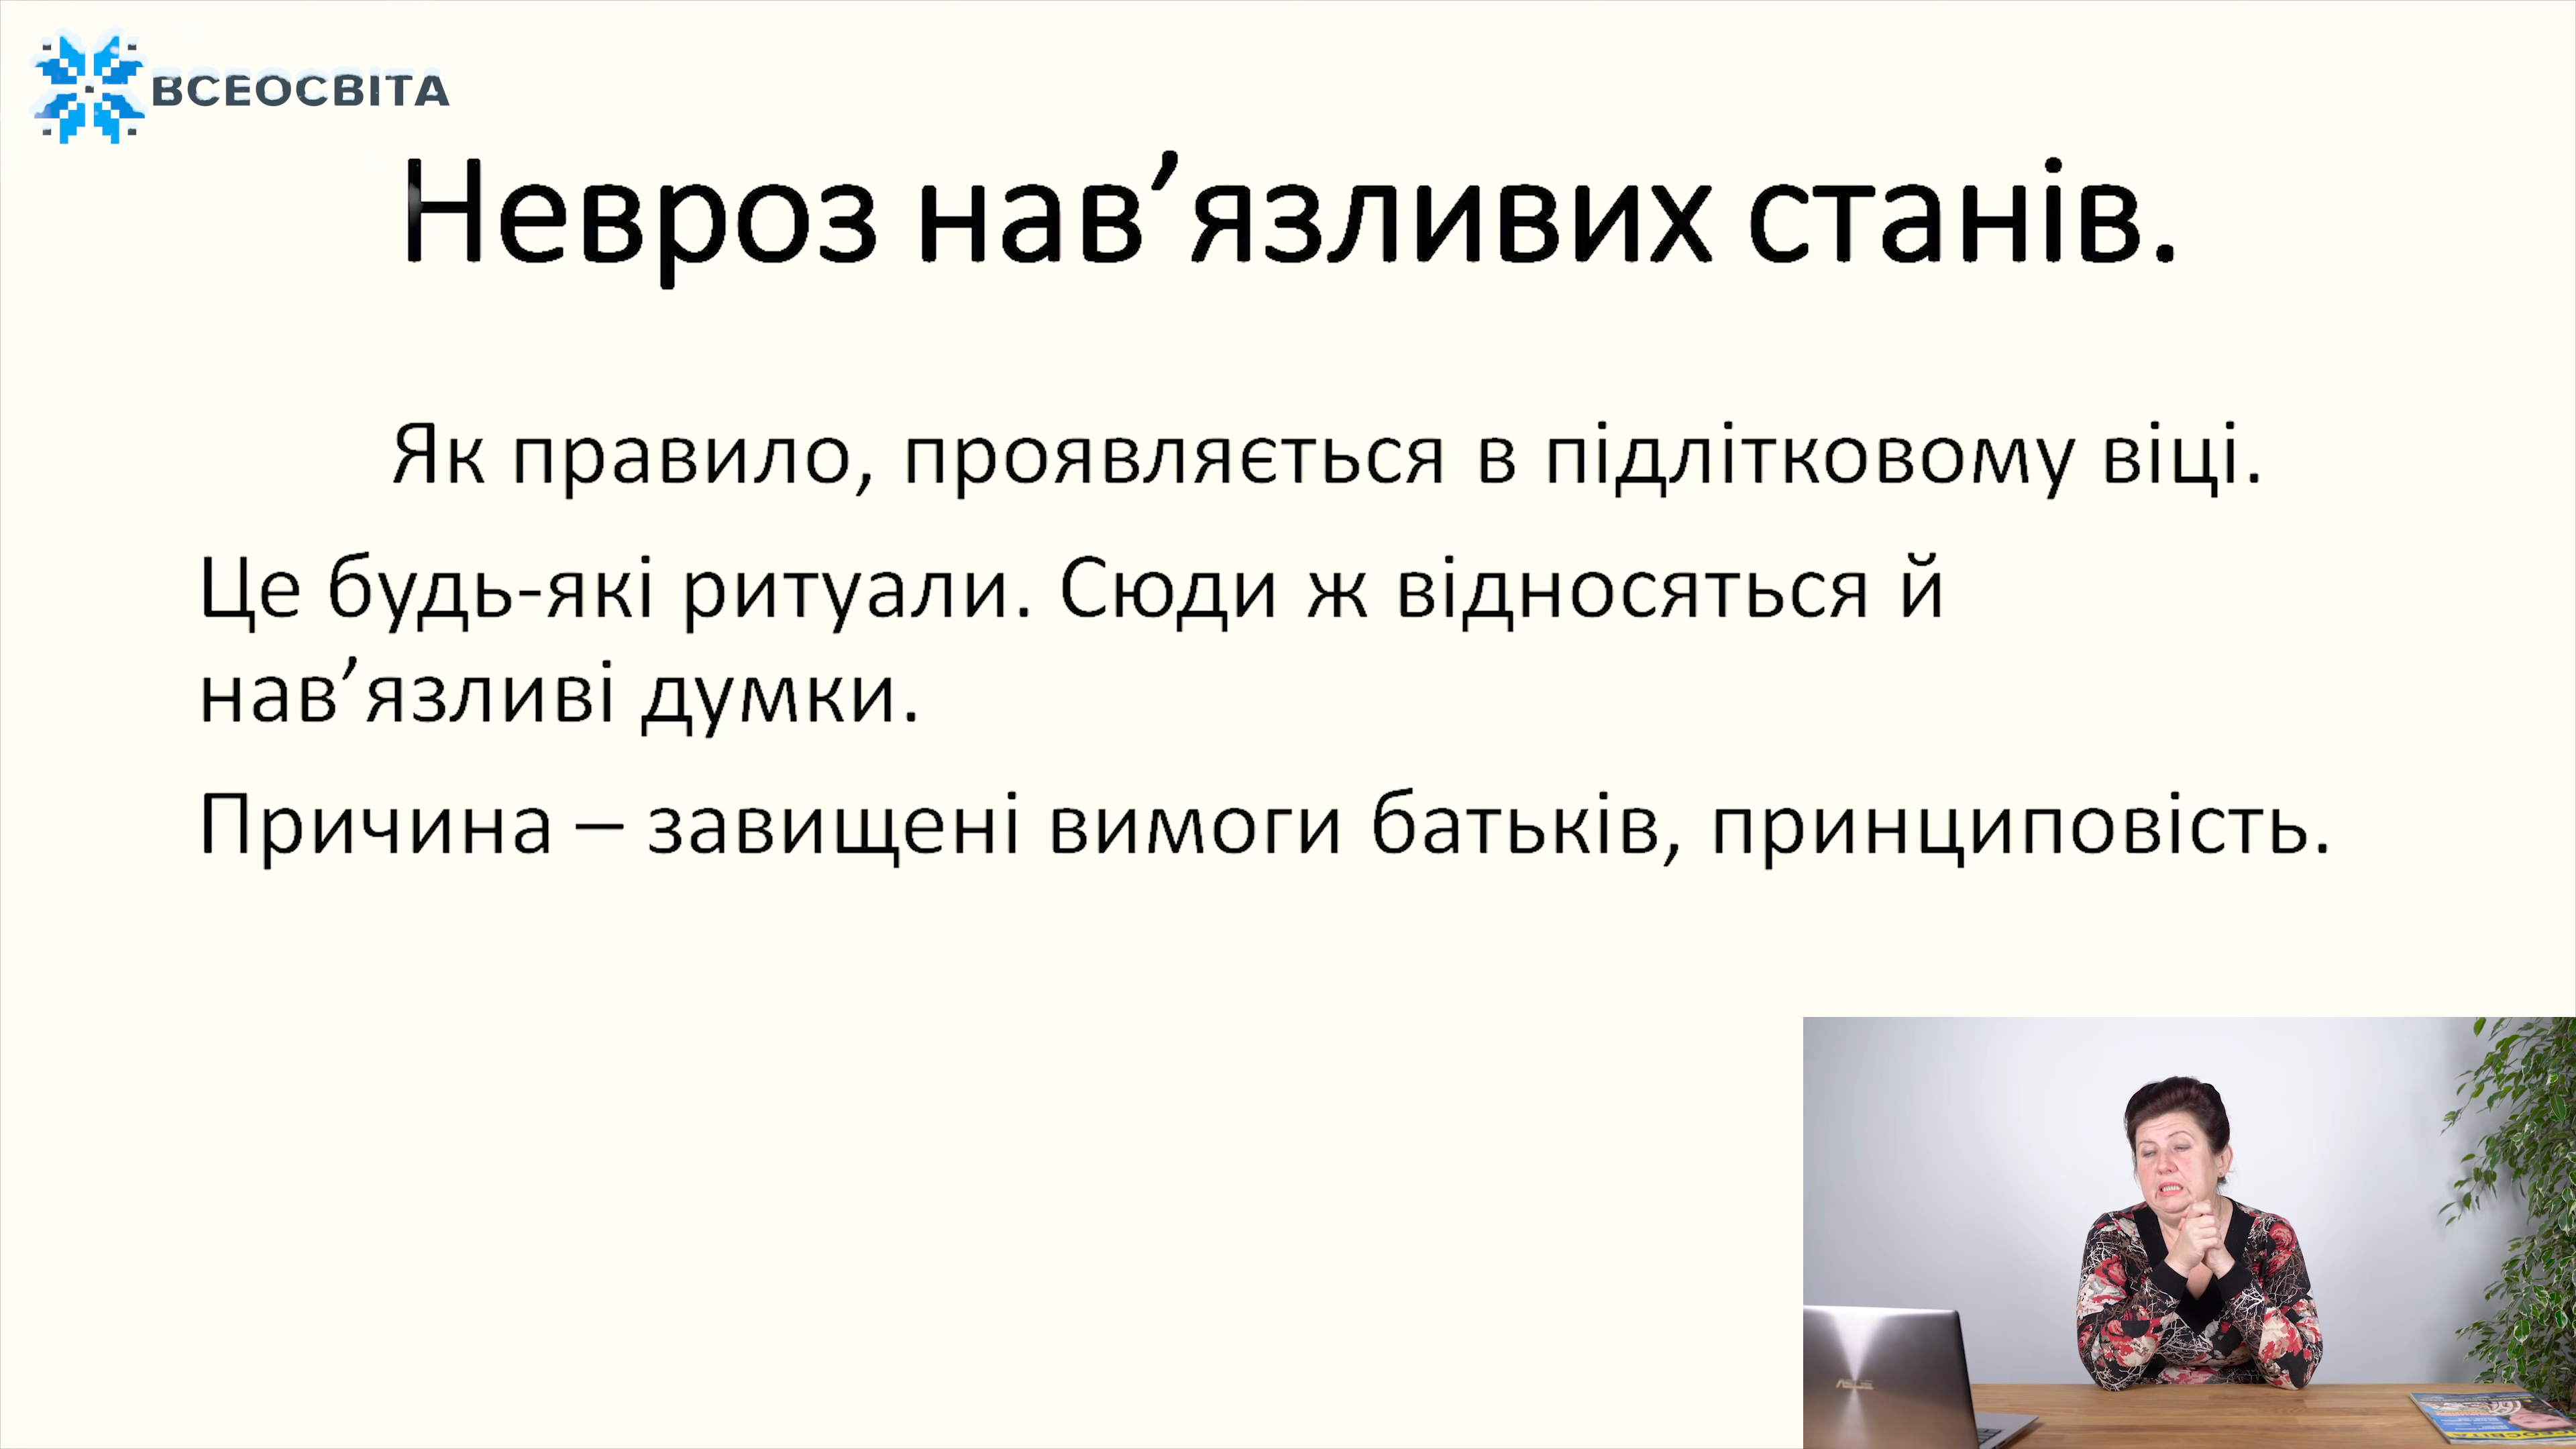 ВСЕОСВІТА
Невроз нав’язливих станів.
Як правило, проявляється в підлітковому віці.
Це будь-які ритуали. Сюди ж відносяться й
нав’язливі думки.
Причина – завищені вимоги батьків, принциповість.
ASUS